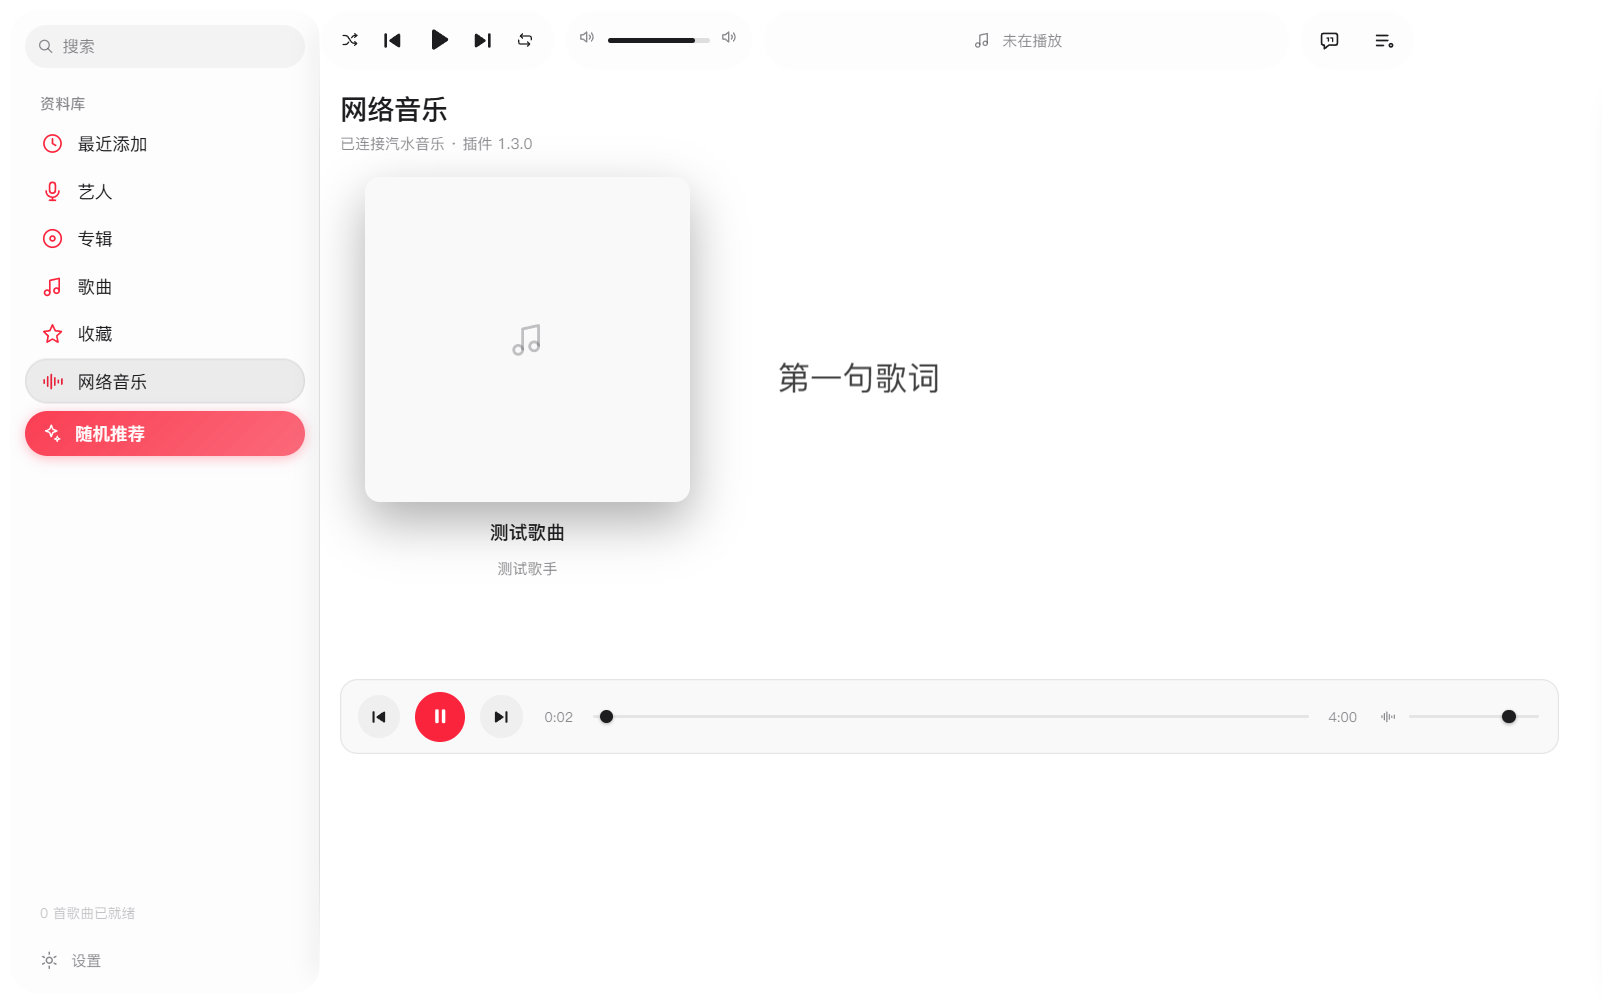 搜索
资料库
最近添加
艺人
专辑
歌曲
收藏
网络音乐
随机推荐
0 首歌曲已就绪
设置
未在播放
网络音乐
已连接汽水音乐 · 插件 1.3.0
第一句歌词
测试歌曲
测试歌手
0:02
4:00